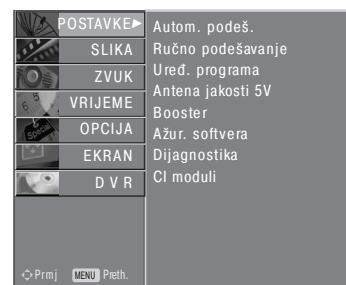 POSTAVKE
SLIKA
ZVUK
VRIJEME
OPCIJA
EKRAN
D V R
Autom. podeš.
Ručno podešavanje
Uređ. programa
Antena jakosti 5V
Booster
Ažur. softvera
Dijagnostika
CI moduli
Prmj MENU Preth.